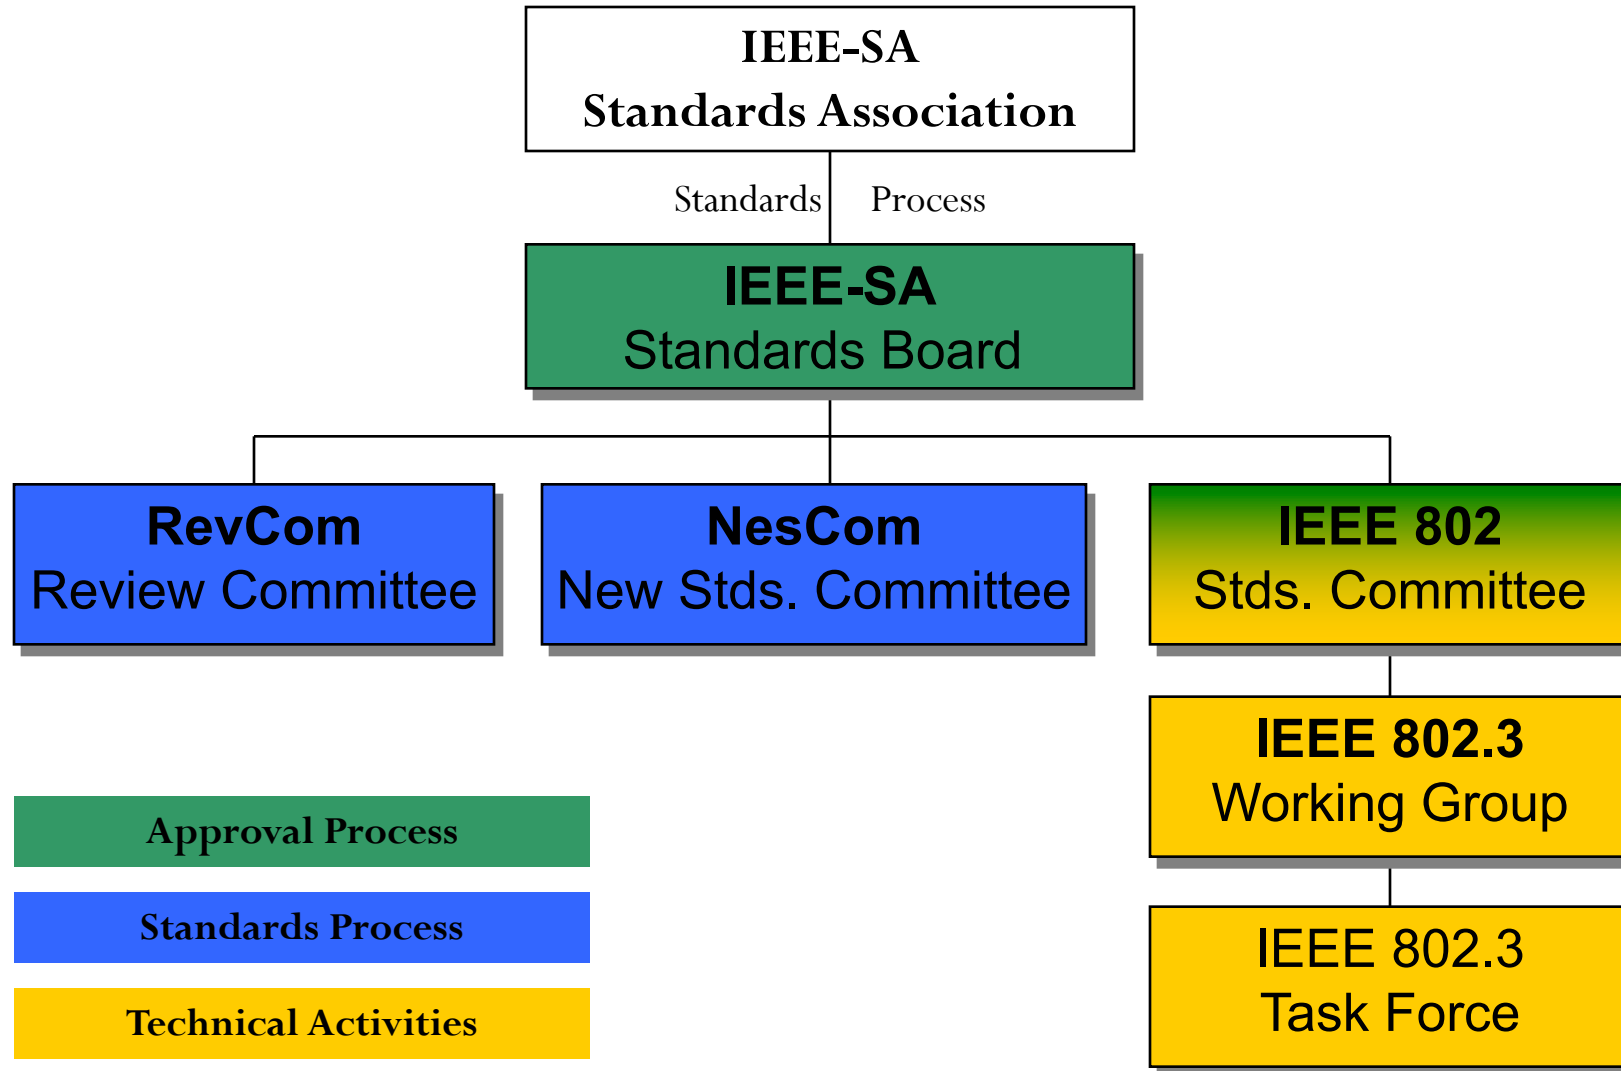 IEEE-SA
Standards Association
Standards Process
IEEE-SA
Standards Board
RevCom
Review Committee
NesCom
New Stds. Committee
IEEE 802
Stds. Committee
IEEE 802.3
Working Group
IEEE 802.3
Task Force
Approval Process
Standards Process
Technical Activities